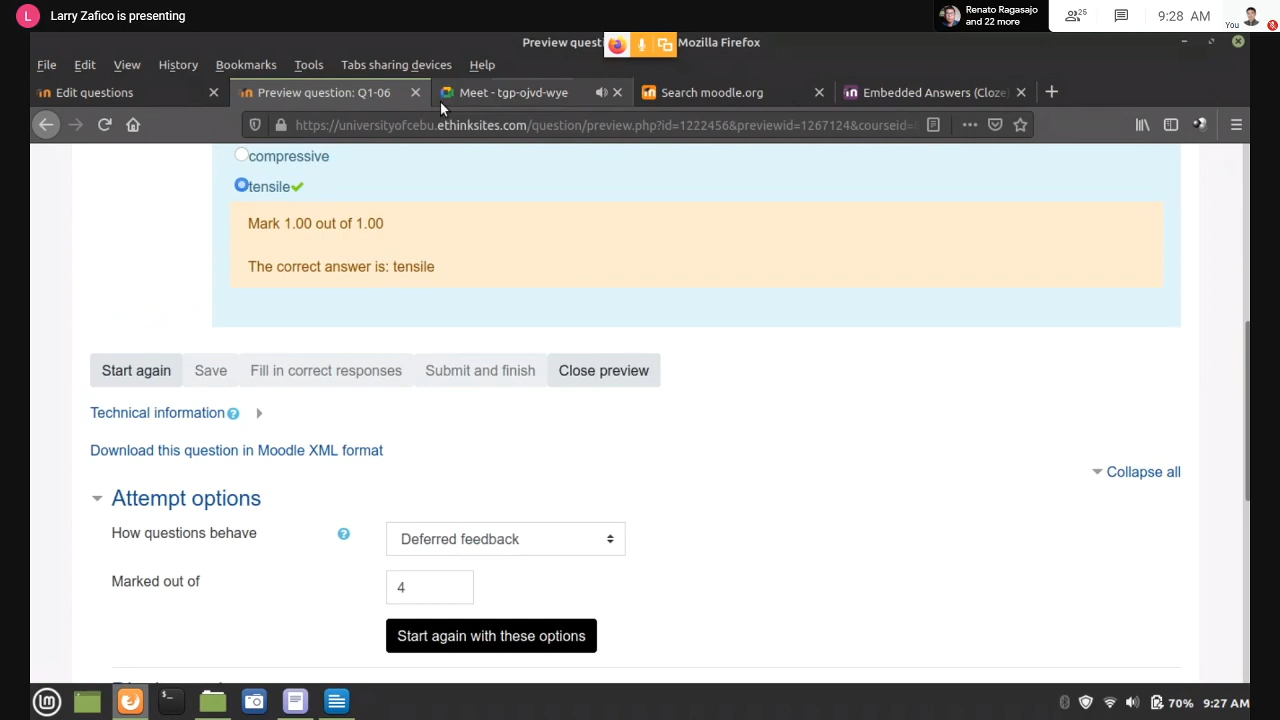 L Larry Zafico is presenting
Renato Ragasajo
and 22 more
25
9:28 AM
You
Preview quest
Mozilla Firefox
File Edit View History Bookmarks Tools Tabs sharing devices Help
Edit questions
Preview question: Q1-06
Meet - tgp-ojvd-wye
Search moodle.org
Embedded Answers (Cloze)
https://universityofcebu.ethinksites.com/question/preview.php?id=1222456&previewid=1267124&courseid=
compressive
tensile
Mark 1.00 out of 1.00
The correct answer is: tensile
Start again Save Fill in correct responses Submit and finish Close preview
Technical information
Download this question in Moodle XML format
Collapse all
Attempt options
How questions behave
Deferred feedback
Marked out of
4
Start again with these options
70% 9:27 AM